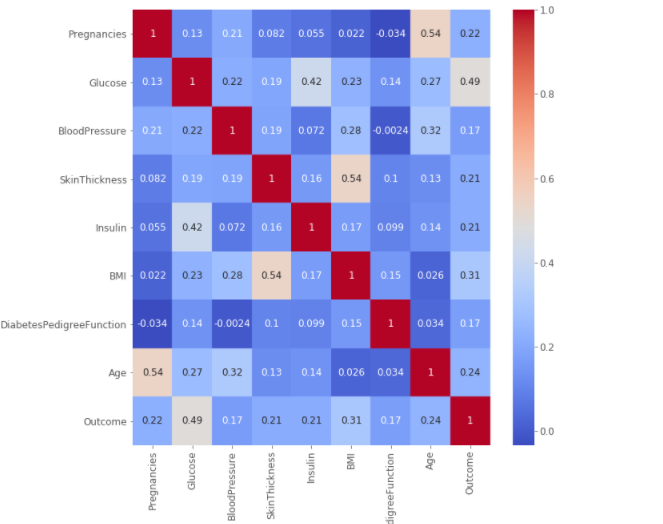 Pregnancies 1 0.13 0.21 0.082 0.055 0.022 -0.034 0.54 0.22
Glucose 0.13 1 0.22 0.19 0.42 0.23 0.14 0.27 0.49
BloodPressure 0.21 0.22 1 0.19 0.072 0.28 -0.0024 0.32 0.17
SkinThickness 0.082 0.19 0.19 1 0.16 0.54 0.1 0.13 0.21
Insulin 0.055 0.42 0.072 0.16 1 0.17 0.099 0.14 0.21
BMI 0.022 0.23 0.28 0.54 0.17 1 0.15 0.026 0.31
DiabetesPedigreeFunction -0.034 0.14 -0.0024 0.1 0.099 0.15 1 0.034 0.17
Age 0.54 0.27 0.32 0.13 0.14 0.026 0.034 1 0.24
Outcome 0.22 0.49 0.17 0.21 0.21 0.31 0.17 0.24 1
Pregnancies
Glucose
BloodPressure
SkinThickness
Insulin
BMI
digreeFunction
Age
Outcome
1.0
0.8
0.6
0.4
0.2
0.0